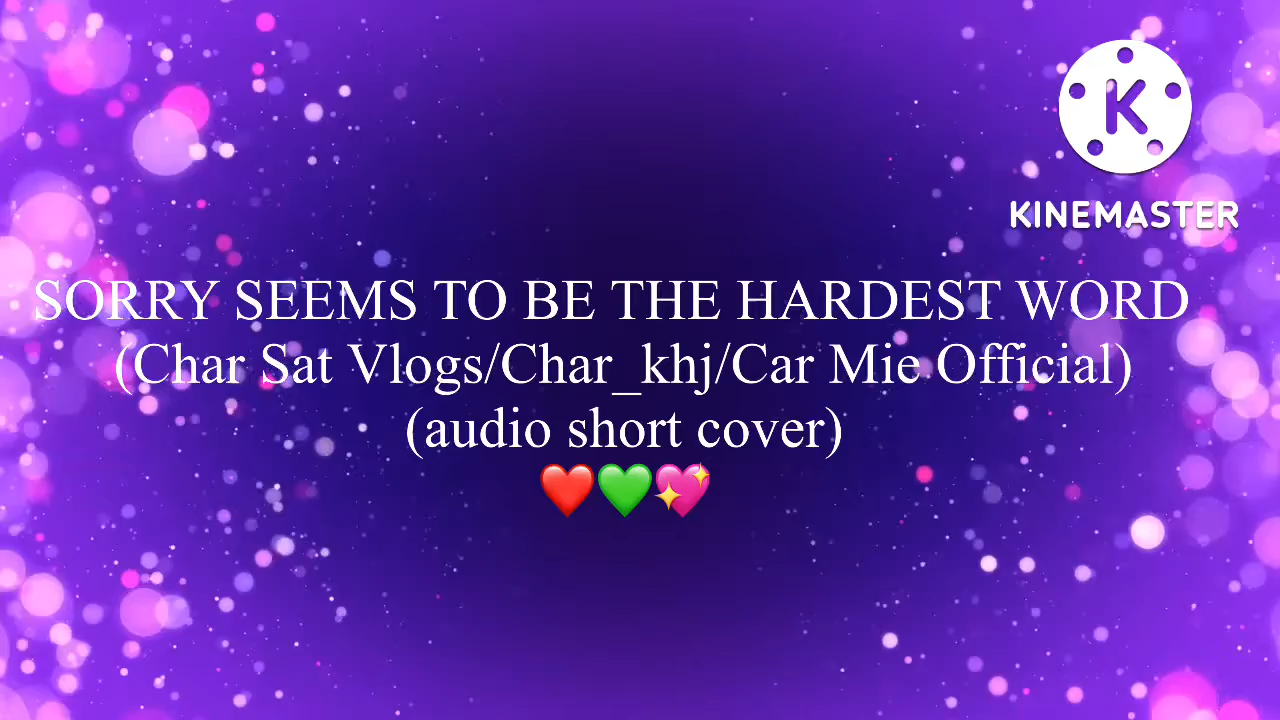 KINEMASTER
SORRY SEEMS TO BE THE HARDEST WORD
(Char Sat Vlogs/Char_khj/Car Mie Official)
(audio short cover)
❤️💚💖